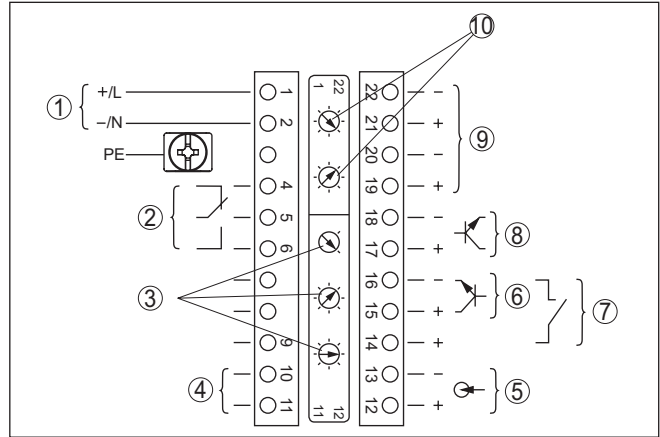 ⑩
1 22
① +/L 1 22 -
-/N 2 21 + ⑨
PE 20 -
4 19 +
② 5 18 - ⑧
6 17 +
16 - ⑥ ⑦
③ 15 +
9 14 +
④ 10 13 - ⑤
11 12 +
11 12